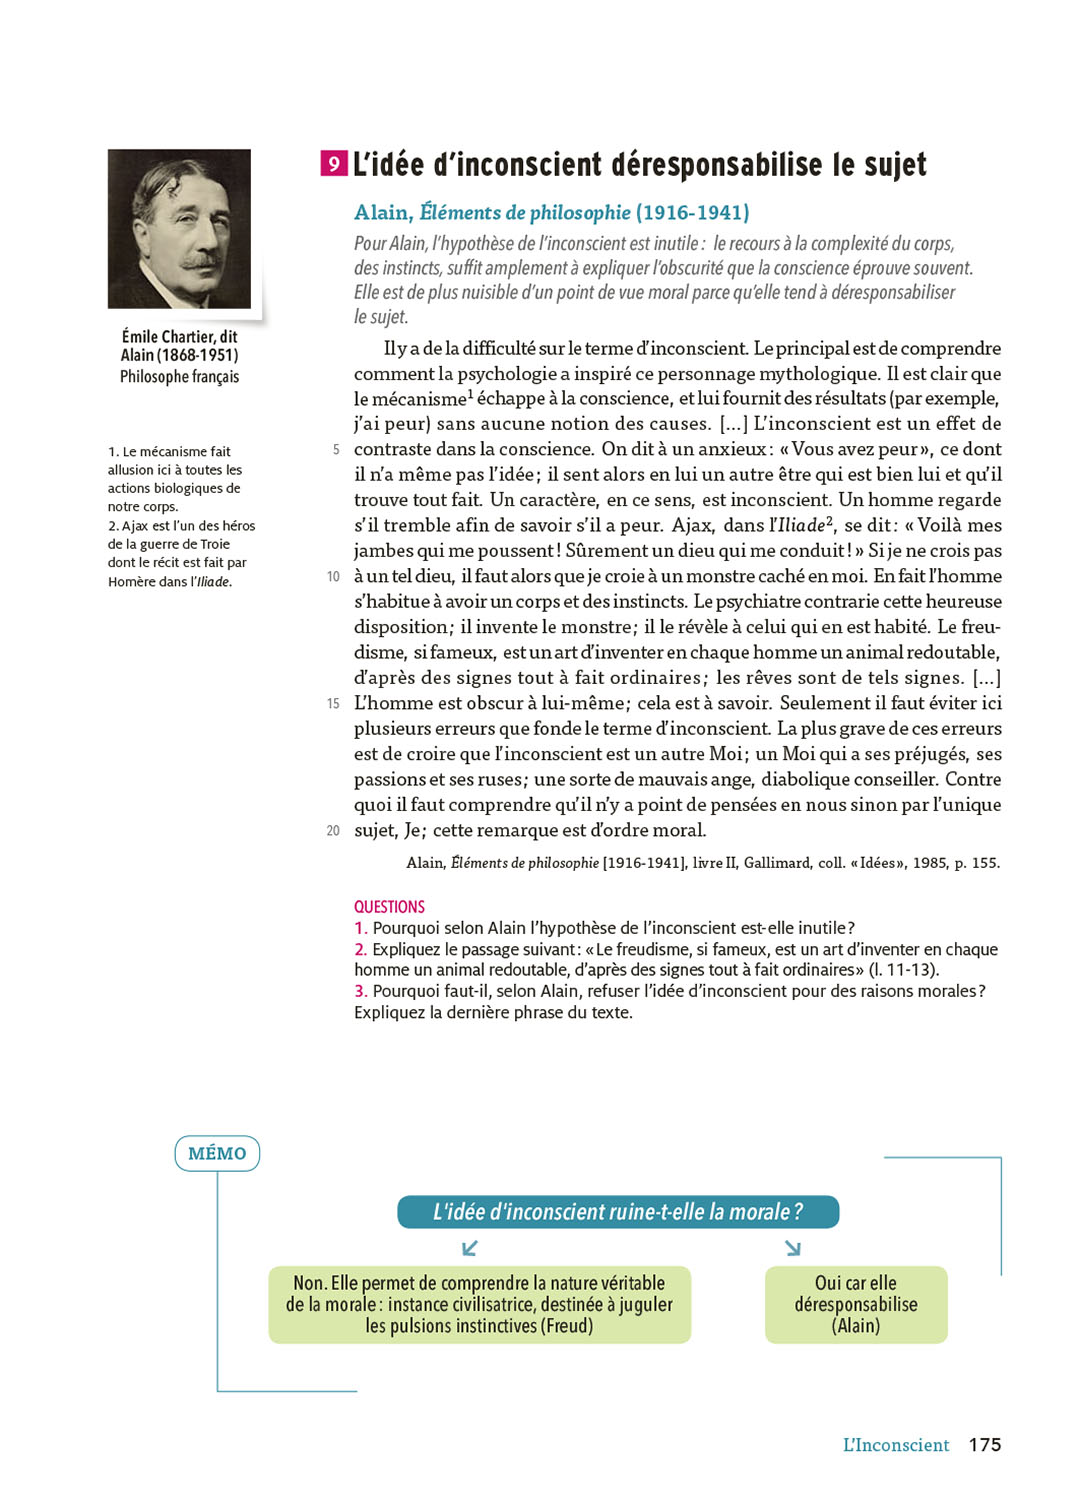 9 L'idée d'inconscient déresponsabilise le sujet
Alain, Éléments de philosophie (1916-1941)
Pour Alain, l'hypothèse de l'inconscient est inutile : le recours à la complexité du corps,
des instincts, suffit amplement à expliquer l'obscurité que la conscience éprouve souvent.
Elle est de plus nuisible d'un point de vue moral parce qu'elle tend à déresponsabiliser
le sujet.
Émile Chartier, dit
Alain (1868-1951)
Philosophe français
1. Le mécanisme fait
allusion ici à toutes les
actions biologiques de
notre corps.
2. Ajax est l'un des héros
de la guerre de Troie
dont le récit est fait par
Homère dans l'Iliade.
Il y a de la difficulté sur le terme d'inconscient. Le principal est de comprendre
comment la psychologie a inspiré ce personnage mythologique. Il est clair que
le mécanisme1 échappe à la conscience, et lui fournit des résultats (par exemple,
j'ai peur) sans aucune notion des causes. [...] L'inconscient est un effet de
5 contraste dans la conscience. On dit à un anxieux : « Vous avez peur », ce dont
il n'a même pas l'idée ; il sent alors en lui un autre être qui est bien lui et qu'il
trouve tout fait. Un caractère, en ce sens, est inconscient. Un homme regarde
s'il tremble afin de savoir s'il a peur. Ajax, dans l'Iliade2, se dit : « Voilà mes
jambes qui me poussent ! Sûrement un dieu qui me conduit ! » Si je ne crois pas
10 à un tel dieu, il faut alors que je croie à un monstre caché en moi. En fait l'homme
s'habitue à avoir un corps et des instincts. Le psychiatre contrarie cette heureuse
disposition ; il invente le monstre ; il le révèle à celui qui en est habité. Le freu-
disme, si fameux, est un art d'inventer en chaque homme un animal redoutable,
d'après des signes tout à fait ordinaires ; les rêves sont de tels signes. [...]
15 L'homme est obscur à lui-même ; cela est à savoir. Seulement il faut éviter ici
plusieurs erreurs que fonde le terme d'inconscient. La plus grave de ces erreurs
est de croire que l'inconscient est un autre Moi ; un Moi qui a ses préjugés, ses
passions et ses ruses ; une sorte de mauvais ange, diabolique conseiller. Contre
quoi il faut comprendre qu'il n'y a point de pensées en nous sinon par l'unique
20 sujet, Je ; cette remarque est d'ordre moral.
Alain, Éléments de philosophie [1916-1941], livre II, Gallimard, coll. « Idées », 1985, p. 155.
QUESTIONS
1. Pourquoi selon Alain l'hypothèse de l'inconscient est-elle inutile ?
2. Expliquez le passage suivant : « Le freudisme, si fameux, est un art d'inventer en chaque
homme un animal redoutable, d'après des signes tout à fait ordinaires » (l. 11-13).
3. Pourquoi faut-il, selon Alain, refuser l'idée d'inconscient pour des raisons morales ?
Expliquez la dernière phrase du texte.
MÉMO
L'idée d'inconscient ruine-t-elle la morale ?
Non. Elle permet de comprendre la nature véritable
de la morale : instance civilisatrice, destinée à juguler
les pulsions instinctives (Freud)
Oui car elle
déresponsabilise
(Alain)
L'Inconscient 175